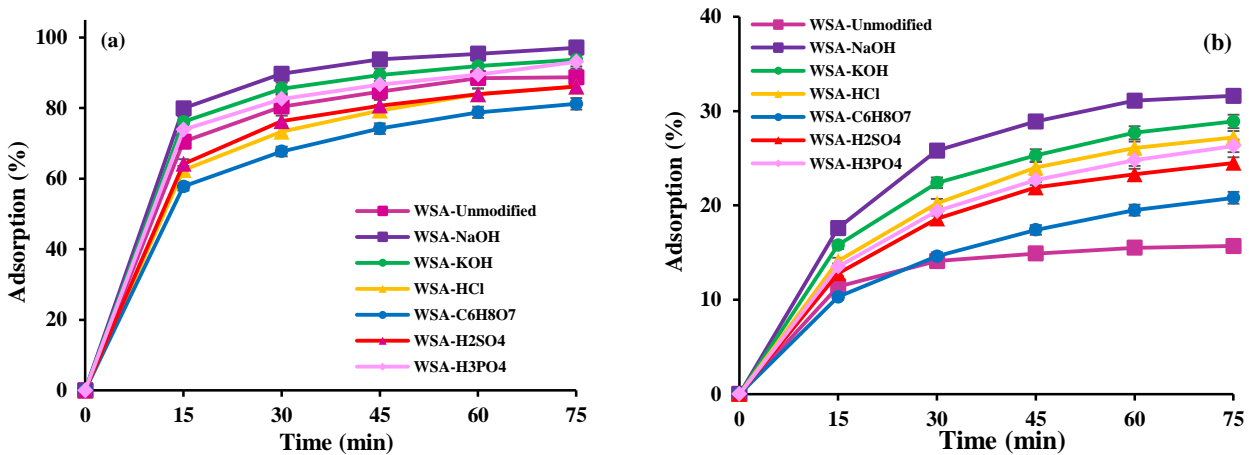 (a)
Adsorption (%)
100
80
60
40
20
0
WSA-Unmodified
WSA-NaOH
WSA-KOH
WSA-HCl
WSA-C6H8O7
WSA-H2SO4
WSA-H3PO4
0 15 30 45 60 75
Time (min)
(b)
Adsorption (%)
40
30
20
10
0
WSA-Unmodified
WSA-NaOH
WSA-KOH
WSA-HCl
WSA-C6H8O7
WSA-H2SO4
WSA-H3PO4
0 15 30 45 60 75
Time (min)